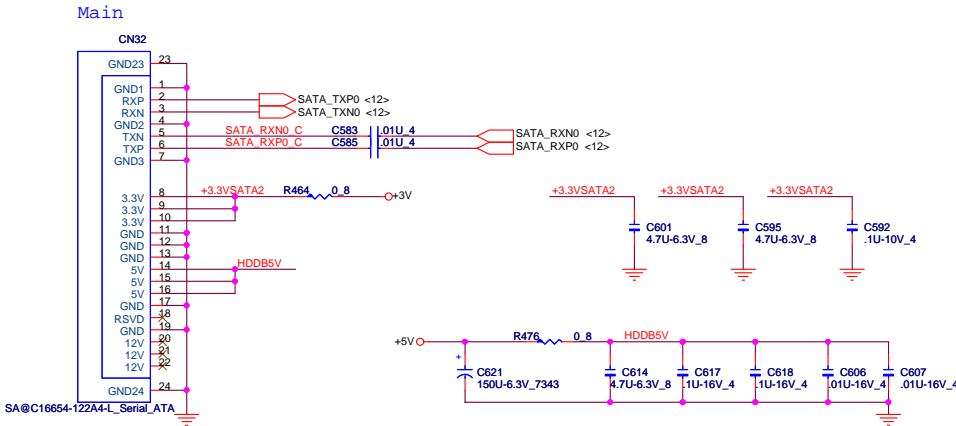 Main
CN32
GND23 23
GND1 1
RXP 2 SATA_TXP0 <12>
RXN 3 SATA_TXN0 <12>
GND2 4
TXN 5 SATA_RXN0_C C583 .01U_4 SATA_RXN0 <12>
TXP 6 SATA_RXP0_C C585 .01U_4 SATA_RXP0 <12>
GND3 7
3.3V 8 +3.3VSATA2 R464 0_8 +3V
3.3V 9
3.3V 10
GND 11
GND 12
GND 13
5V 14 HDDB5V
5V 15
5V 16
GND 17
RSVD 18
GND 19
12V 20
12V 21
12V 22
GND24 24
SA@C16654-122A4-L_Serial_ATA
+3.3VSATA2 +3.3VSATA2 +3.3VSATA2
C601 C595 C592
4.7U-6.3V_8 4.7U-6.3V_8 .1U-10V_4
+5V R476 0_8 HDDB5V
+
C621 C614 C617 C618 C606 C607
150U-6.3V_7343 4.7U-6.3V_8 .1U-16V_4 .1U-16V_4 .01U-16V_4 .01U-16V_4